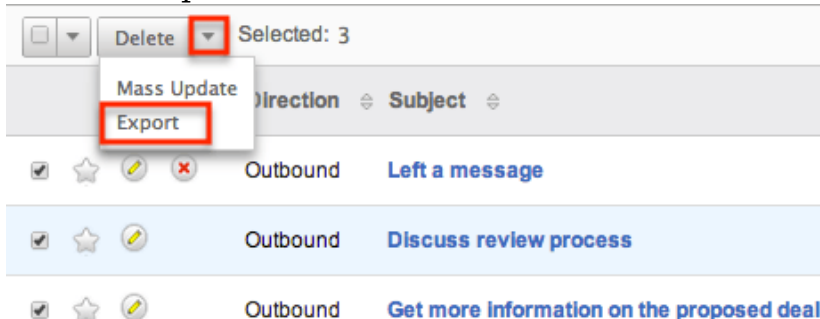 Delete Selected: 3
Mass Update
Direction Subject
Export
Outbound Left a message
Outbound Discuss review process
Outbound Get more information on the proposed deal